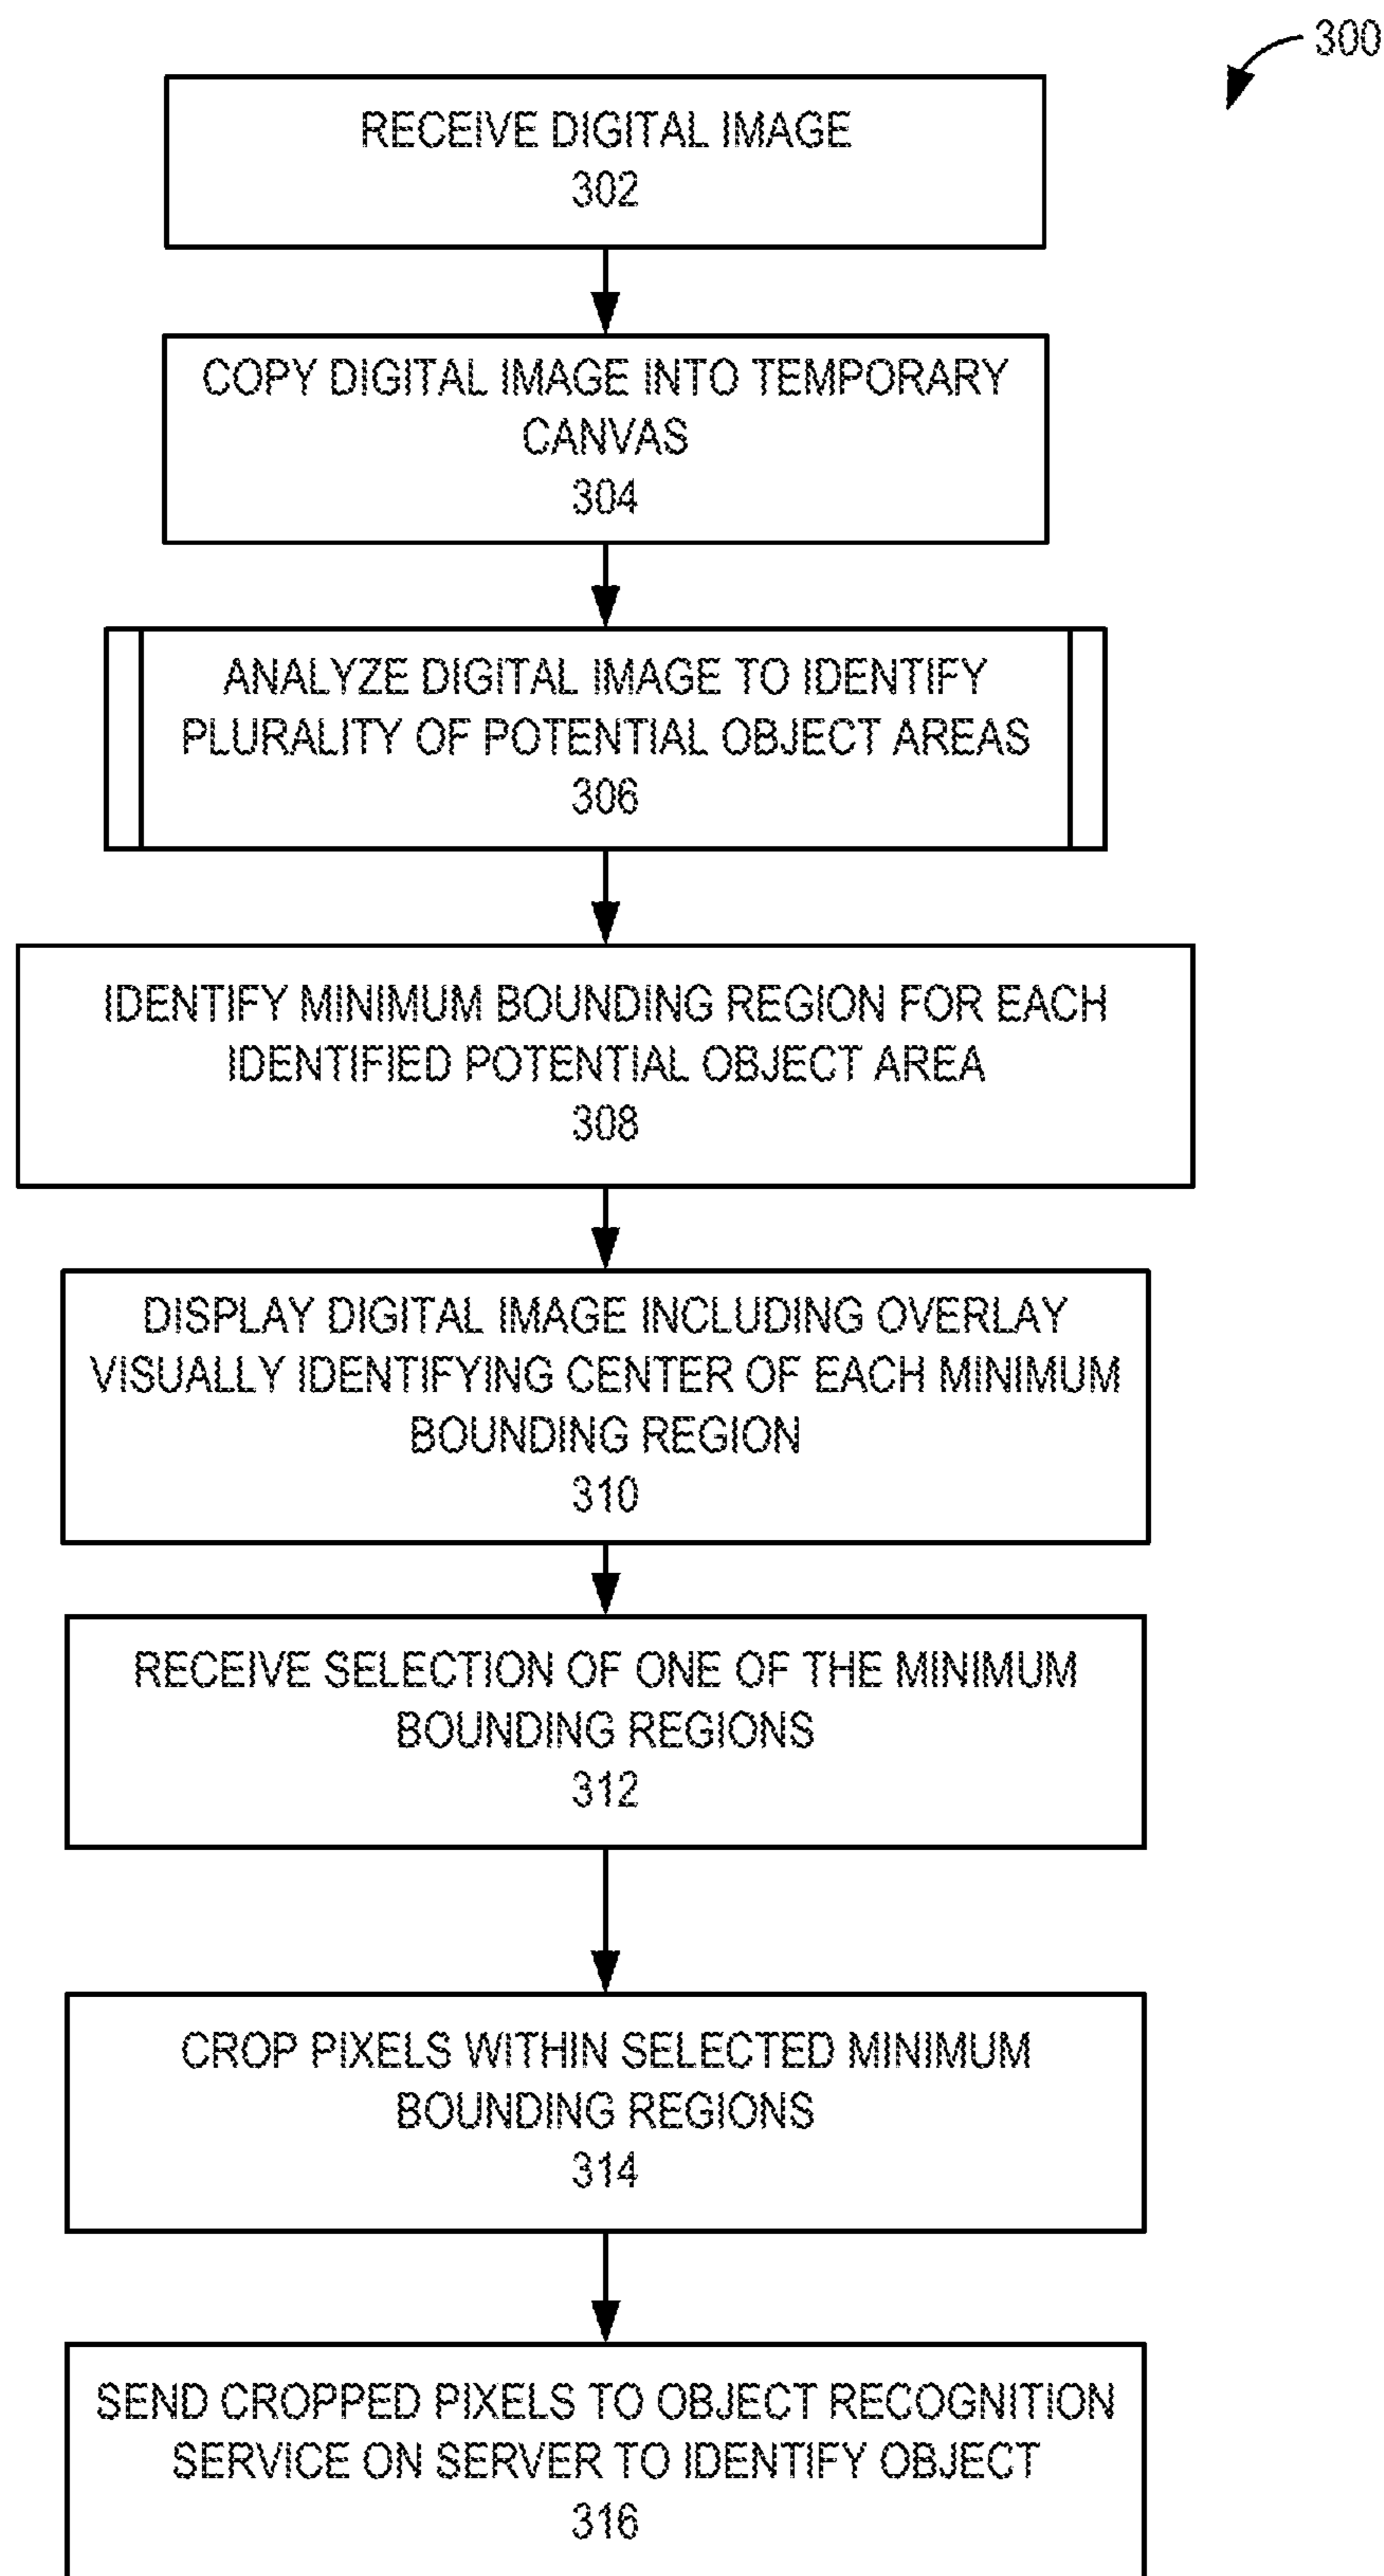 300
RECEIVE DIGITAL IMAGE
302
COPY DIGITAL IMAGE INTO TEMPORARY
CANVAS
304
ANALYZE DIGITAL IMAGE TO IDENTIFY
PLURALITY OF POTENTIAL OBJECT AREAS
306
IDENTIFY MINIMUM BOUNDING REGION FOR EACH
IDENTIFIED POTENTIAL OBJECT AREA
308
DISPLAY DIGITAL IMAGE INCLUDING OVERLAY
VISUALLY IDENTIFYING CENTER OF EACH MINIMUM
BOUNDING REGION
310
RECEIVE SELECTION OF ONE OF THE MINIMUM
BOUNDING REGIONS
312
CROP PIXELS WITHIN SELECTED MINIMUM
BOUNDING REGIONS
314
SEND CROPPED PIXELS TO OBJECT RECOGNITION
SERVICE ON SERVER TO IDENTIFY OBJECT
316